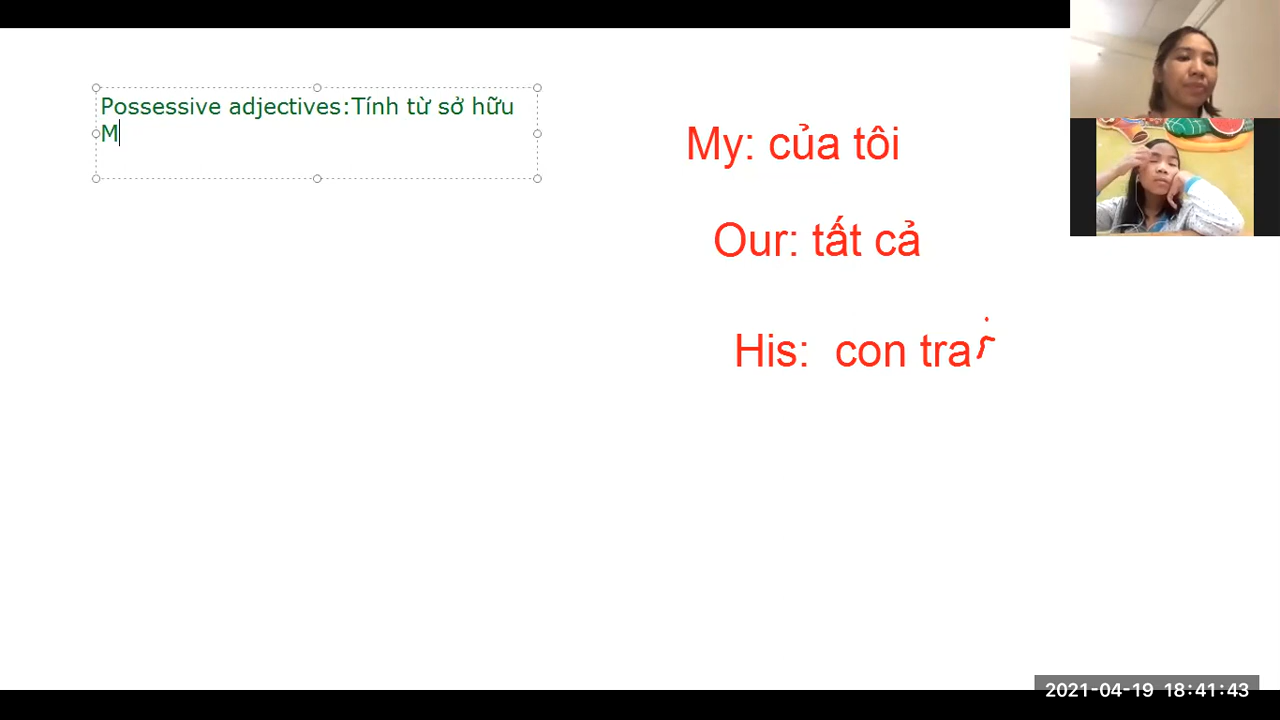 Possessive adjectives:Tính từ sở hữu
M
My: của tôi
Our: tất cả
His: con trai
2021-04-19 18:41:43